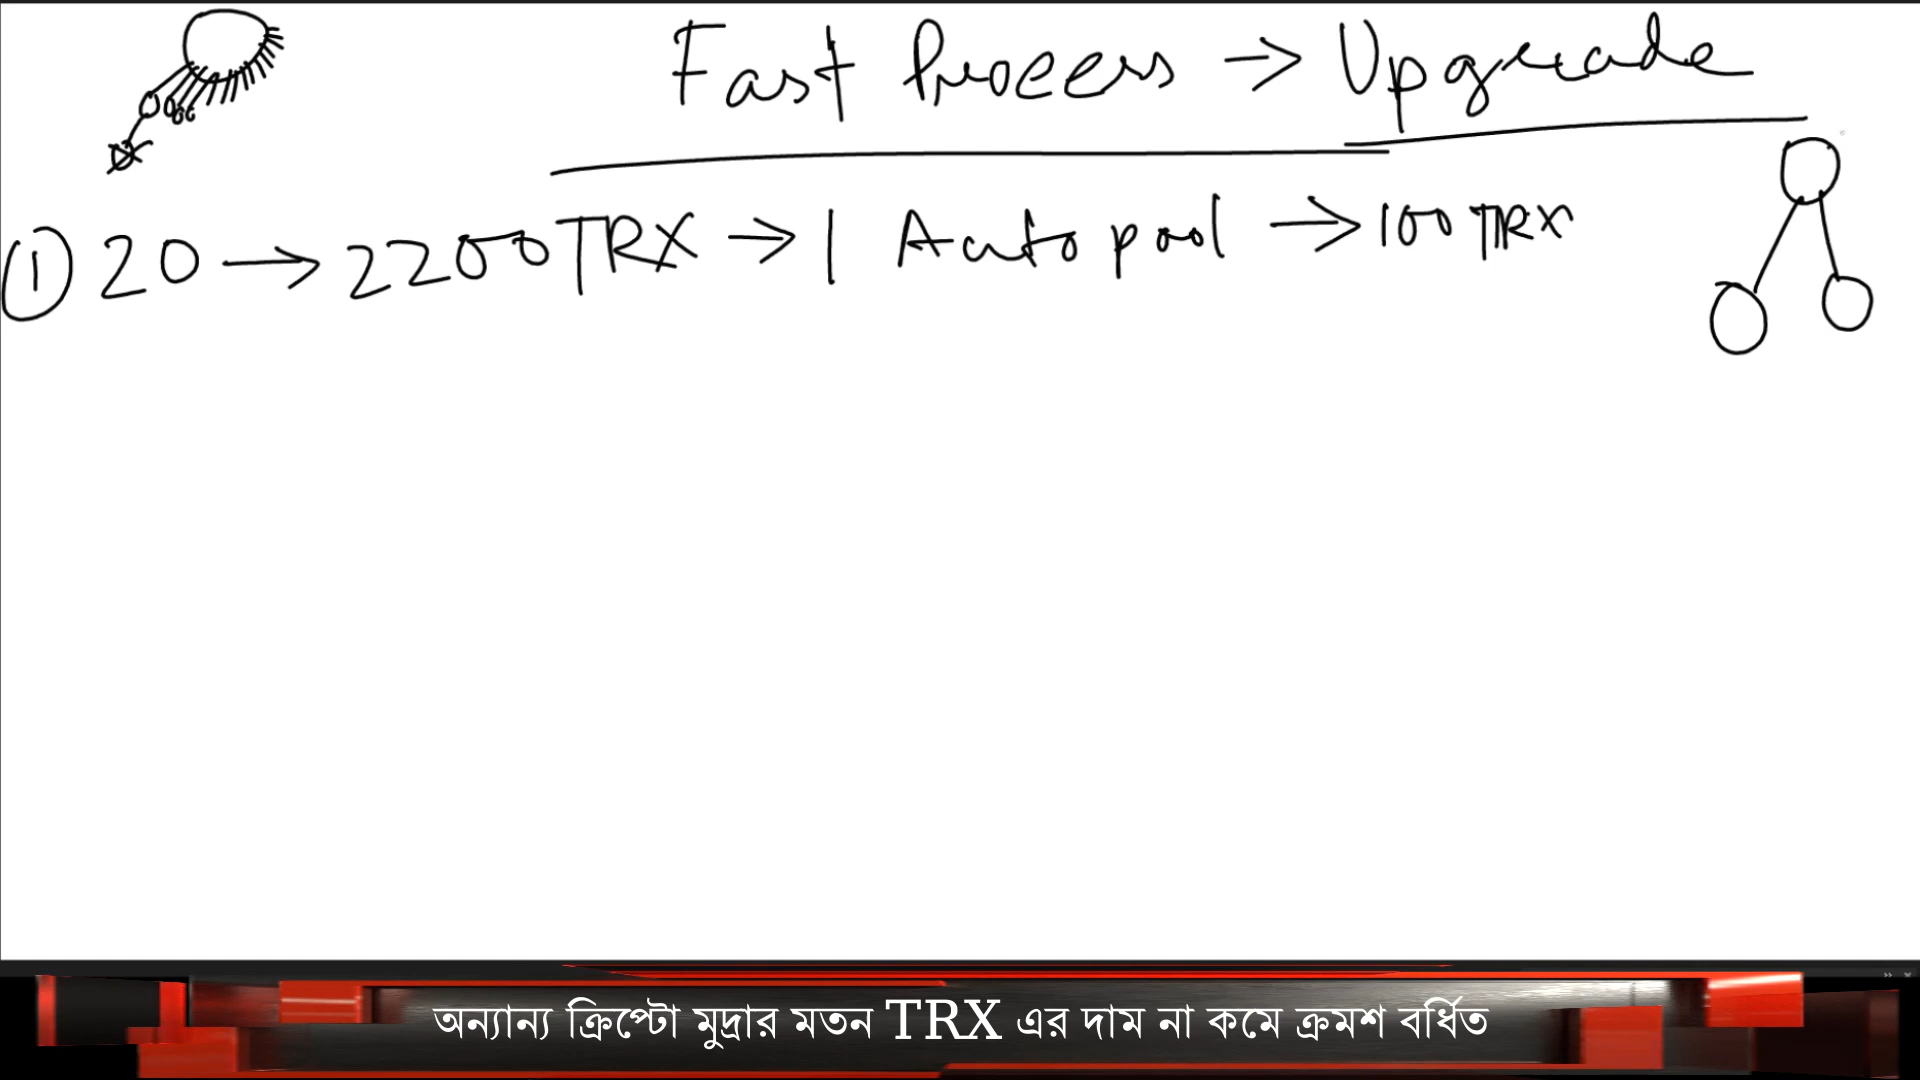 Fast Process → Upgrade
① 20 → 2200 TRX → 1 Auto pool → 100 TRX
অন্যান্য ক্রিপ্টো মুদ্রার মতন TRX এর দাম না কমে ক্রমশ বর্ধিত